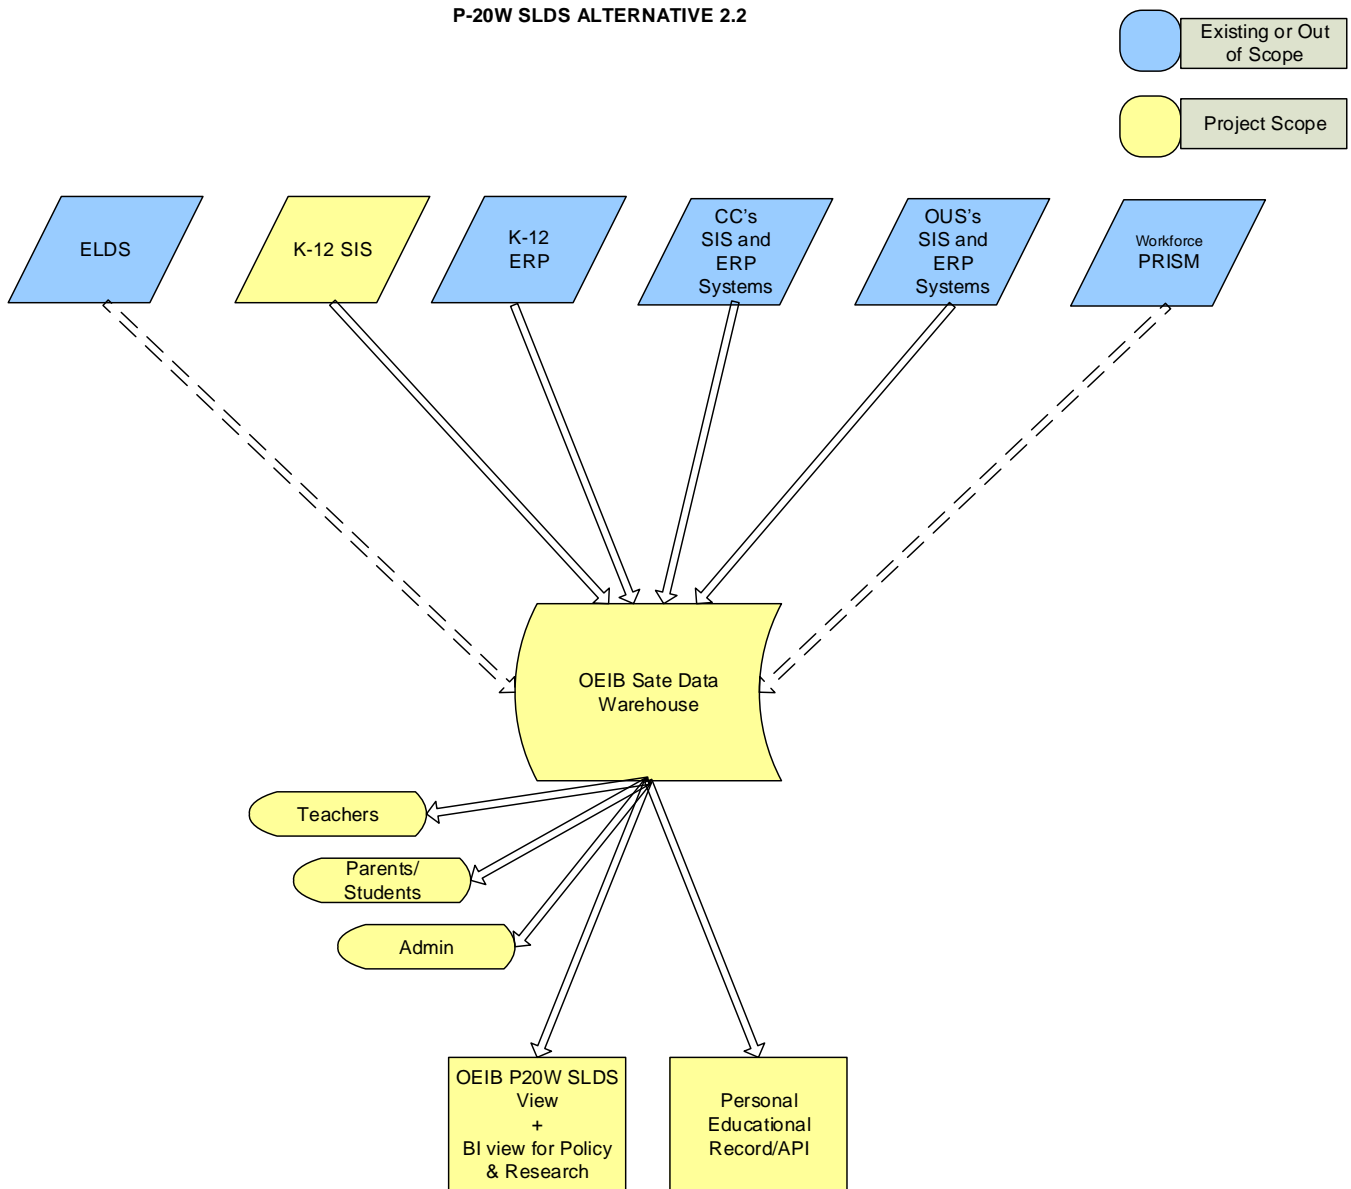 P-20W SLDS ALTERNATIVE 2.2
Existing or Out
of Scope
Project Scope
ELDS
K-12 SIS
K-12
ERP
CC's
SIS and
ERP
Systems
OUS's
SIS and
ERP
Systems
Workforce
PRISM
OEIB Sate Data
Warehouse
Teachers
Parents/
Students
Admin
OEIB P20W SLDS
View
+
BI view for Policy
& Research
Personal
Educational
Record/API